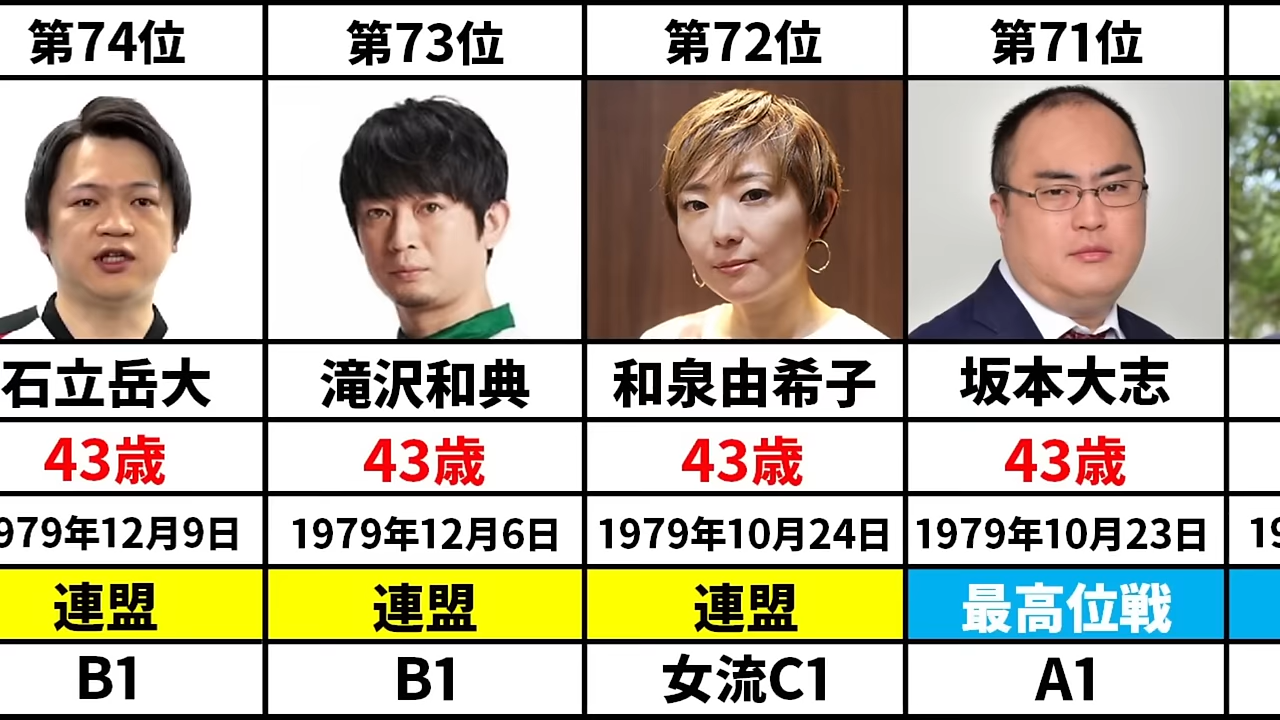 第74位 第73位 第72位 第71位
石立岳大 滝沢和典 和泉由希子 坂本大志
43歳 43歳 43歳 43歳
979年12月9日 1979年12月6日 1979年10月24日 1979年10月23日 19
連盟 連盟 連盟 最高位戦
B1 B1 女流C1 A1